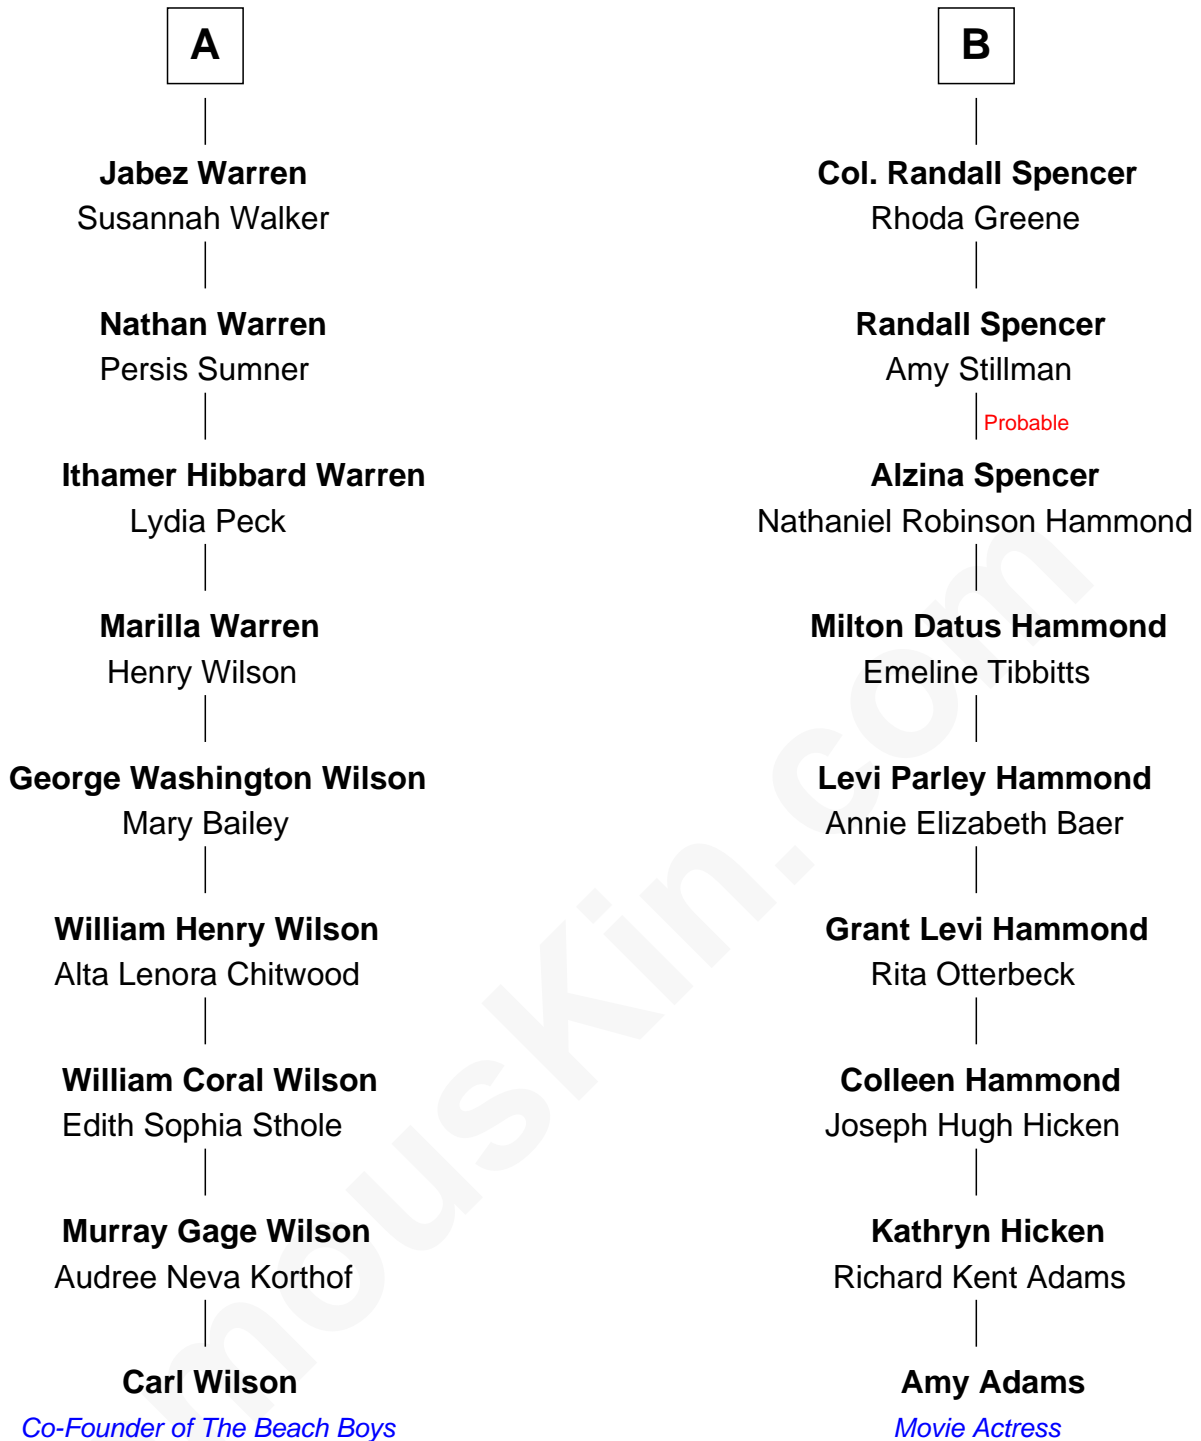 A
Jabez Warren
Susannah Walker
Nathan Warren
Persis Sumner
Ithamer Hibbard Warren
Lydia Peck
Marilla Warren
Henry Wilson
George Washington Wilson
Mary Bailey
William Henry Wilson
Alta Lenora Chitwood
William Coral Wilson
Edith Sophia Sthole
Murray Gage Wilson
Audree Neva Korthof
Carl Wilson
Co-Founder of The Beach Boys
B
Col. Randall Spencer
Rhoda Greene
Randall Spencer
Amy Stillman
Probable
Alzina Spencer
Nathaniel Robinson Hammond
Milton Datus Hammond
Emeline Tibbitts
Levi Parley Hammond
Annie Elizabeth Baer
Grant Levi Hammond
Rita Otterbeck
Colleen Hammond
Joseph Hugh Hicken
Kathryn Hicken
Richard Kent Adams
Amy Adams
Movie Actress
mousKin.com